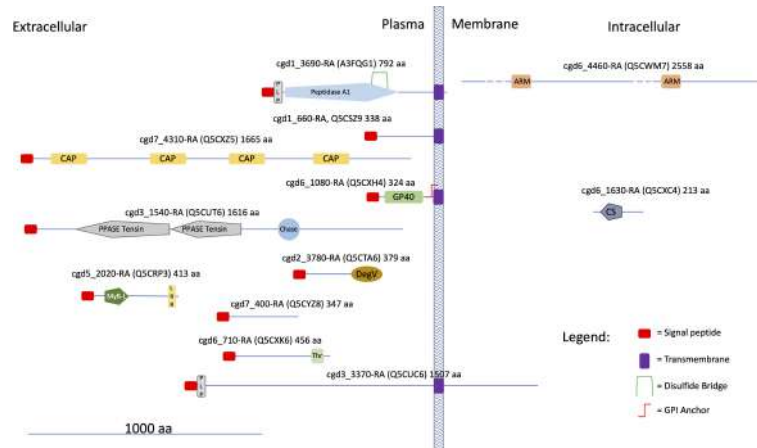 Extracellular Plasma Membrane Intracellular
cgd1_3690-RA (A3FQG1) 792 aa
cgd6_4460-RA (Q5CWM7) 2558 aa
ARM ARM
Peptidase A1
cgd1_660-RA, Q5CSZ9 338 aa
cgd7_4310-RA (Q5CXZ5) 1665 aa
CAP CAP CAP CAP
cgd6_1080-RA (Q5CXH4) 324 aa
GP40
cgd6_1630-RA (Q5CXC4) 213 aa
CS
cgd3_1540-RA (Q5CUT6) 1616 aa
PPASE Tensin PPASE Tensin Chase
cgd2_3780-RA (Q5CTA6) 379 aa
DegV
cgd5_2020-RA (Q5CRP3) 413 aa
cgd7_400-RA (Q5CYZ8) 347 aa
cgd6_710-RA (Q5CXK6) 456 aa
Thr
cgd3_3370-RA (Q5CUC6) 1507 aa
1000 aa
Legend:
= Signal peptide
= Transmembrane
= Disulfide Bridge
= GPI Anchor